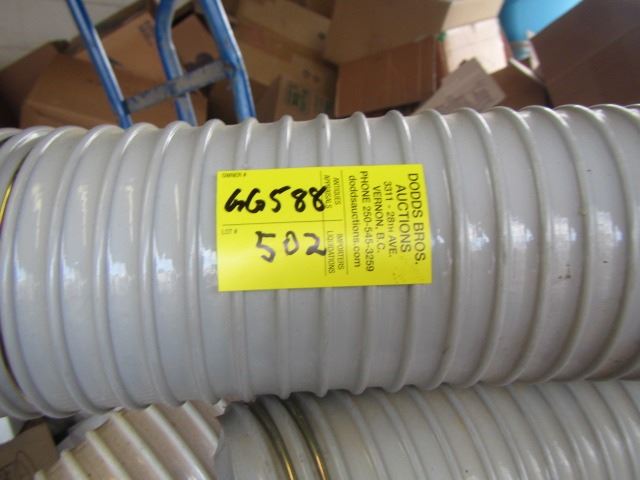 OWNER #
GG588
LOT #
502
DODDS BROS.
AUCTIONS
3311 - 28TH AVE.
VERNON, B.C.
PHONE 250-545-3259
doddsauctions.com
ANTIQUES IMPORTERS
APPRAISALS LIQUIDATIONS